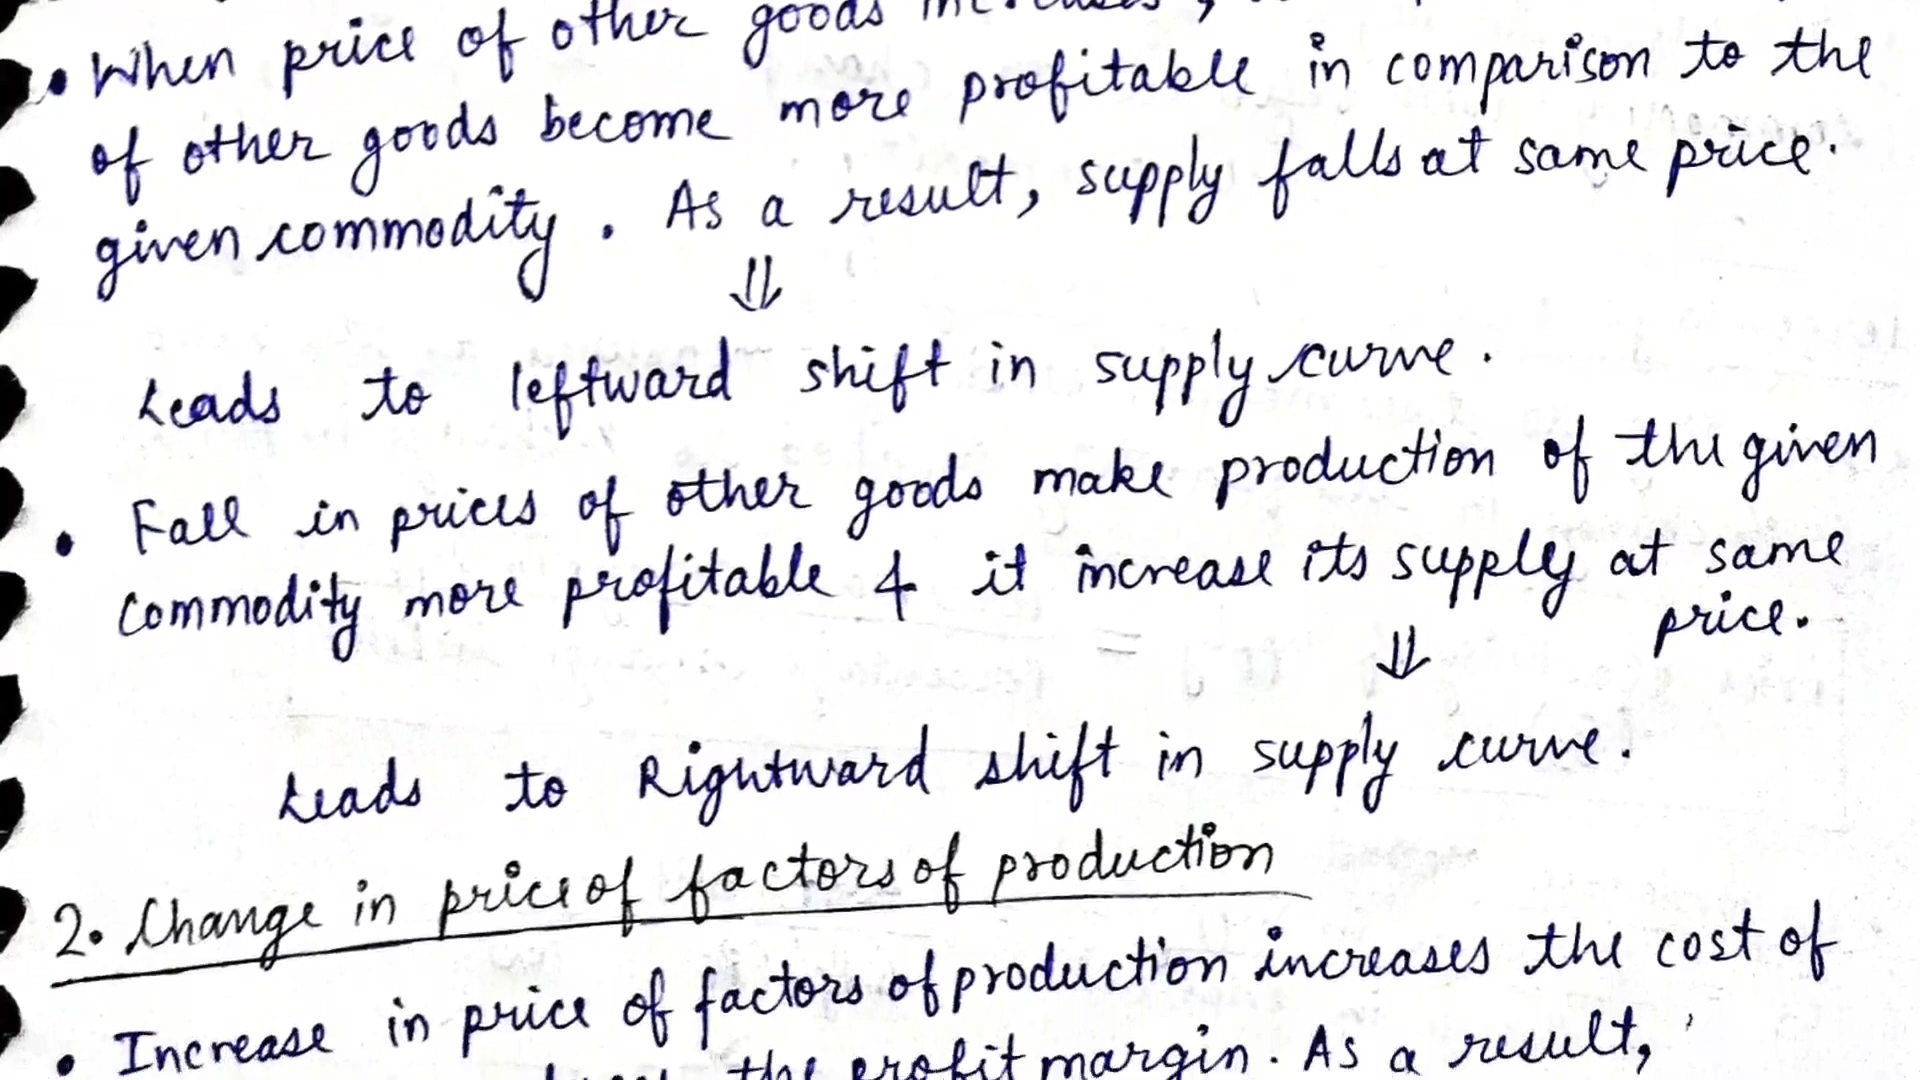 • When price of other goods increases,
of other goods become more profitable in comparison to the
given commodity. As a result, supply falls at same price.
⇓
Leads to leftward shift in supply curve.
• Fall in prices of other goods make production of the given
commodity more profitable & it increase its supply at same
price.
⇓
Leads to Rightward shift in supply curve.
2. Change in price of factors of production
• Increase in price of factors of production increases the cost of
the profit margin. As a result,